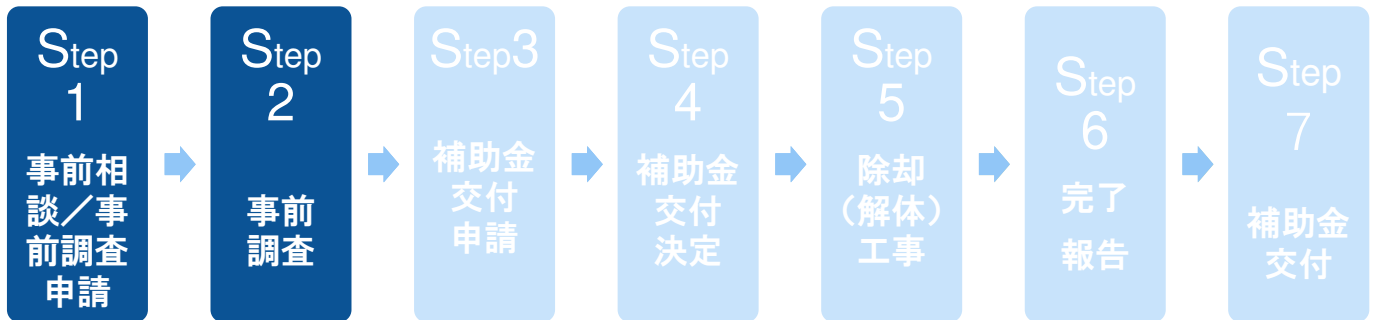 Step
1
事前相
談／事
前調査
申請
Step
2
事前
調査
Step3
補助金
交付
申請
Step
4
補助金
交付
決定
Step
5
除却
（解体）
工事
Step
6
完了
報告
Step
7
補助金
交付